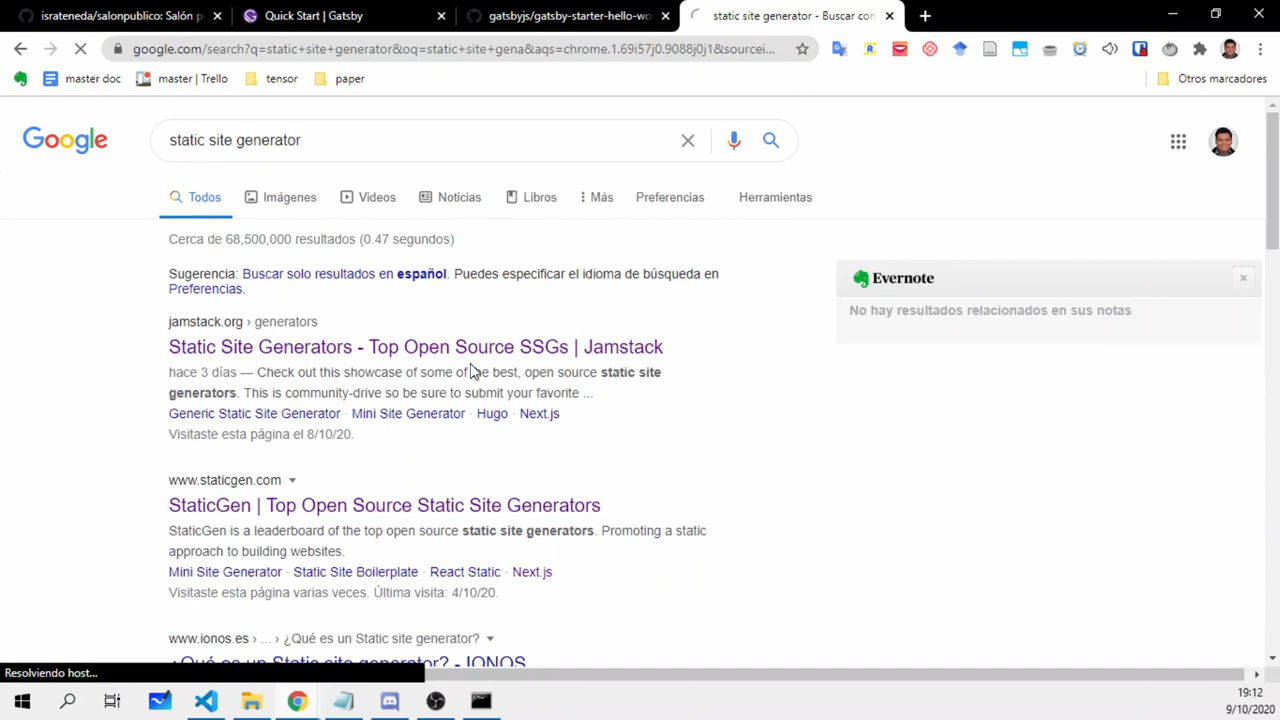 israteneda/salonpublico: Salón p
Quick Start | Gatsby
gatsbyjs/gatsby-starter-hello-wo
static site generator - Buscar con
google.com/search?q=static+site+generator&oq=static+site+gena&aqs=chrome.1.69i57j0.9088j0j1&sourcei...
master doc
master | Trello
tensor
paper
Otros marcadores
Google
static site generator
Todos
Imágenes
Videos
Noticias
Libros
Más
Preferencias
Herramientas
Cerca de 68,500,000 resultados (0.47 segundos)
Sugerencia: Buscar solo resultados en español. Puedes especificar el idioma de búsqueda en
Preferencias.
Evernote
No hay resultados relacionados en sus notas
jamstack.org › generators
Static Site Generators - Top Open Source SSGs | Jamstack
hace 3 días — Check out this showcase of some of the best, open source static site
generators. This is community-drive so be sure to submit your favorite ...
Generic Static Site Generator · Mini Site Generator · Hugo · Next.js
Visitaste esta página el 8/10/20.
www.staticgen.com
StaticGen | Top Open Source Static Site Generators
StaticGen is a leaderboard of the top open source static site generators. Promoting a static
approach to building websites.
Mini Site Generator · Static Site Boilerplate · React Static · Next.js
Visitaste esta página varias veces. Última visita: 4/10/20.
www.ionos.es › ... › ¿Qué es un Static site generator?
¿Qué es un Static site generator? - IONOS
Resolviendo host...
19:12
9/10/2020